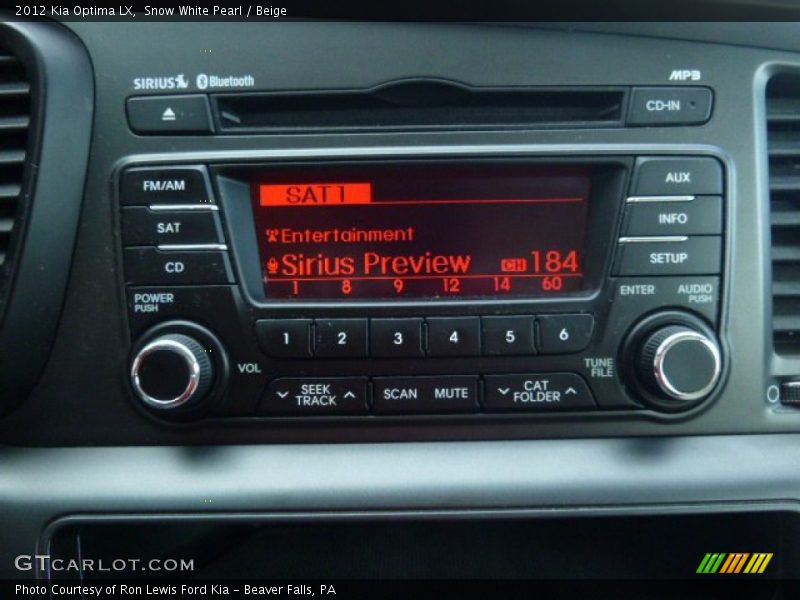 2012 Kia Optima LX, Snow White Pearl / Beige
SIRIUS Bluetooth
MP3
CD-IN
FM/AM
SAT
CD
AUX
INFO
SETUP
SAT 1
Entertainment
Sirius Preview CH 184
1 8 9 12 14 60
POWER
PUSH
ENTER
AUDIO
PUSH
1 2 3 4 5 6
VOL
TUNE
FILE
SEEK
TRACK
SCAN MUTE
CAT
FOLDER
GTCARLOT.COM
Photo Courtesy of Ron Lewis Ford Kia - Beaver Falls, PA